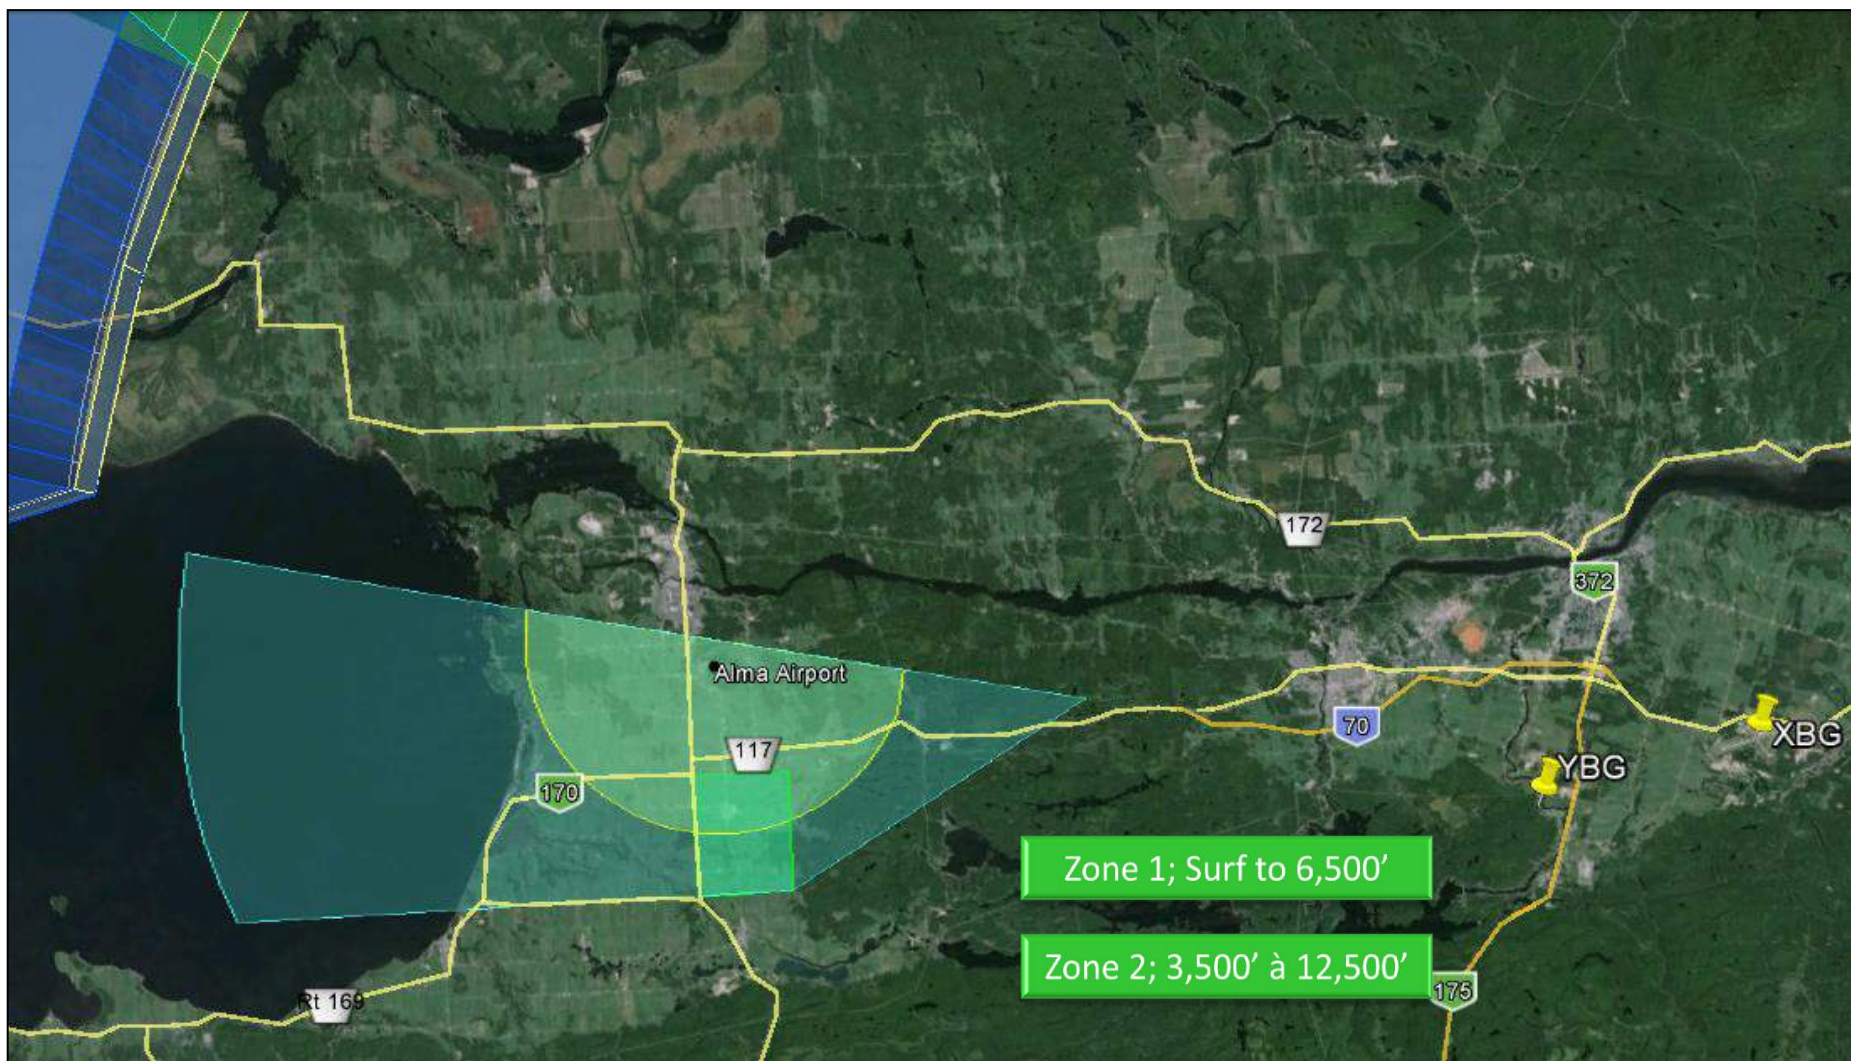 172
372
Alma Airport
117
70
XBG
YBG
170
Zone 1; Surf to 6,500’
Zone 2; 3,500’ à 12,500’
175
Rt 169